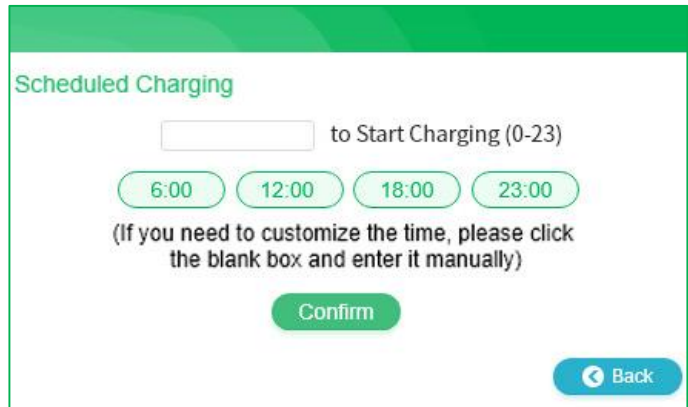 Scheduled Charging
to Start Charging (0-23)
6:00 12:00 18:00 23:00
(If you need to customize the time, please click
the blank box and enter it manually)
Confirm
Back